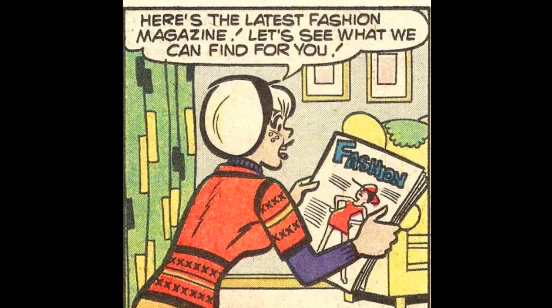 HERE'S THE LATEST FASHION
MAGAZINE! LET'S SEE WHAT WE
CAN FIND FOR YOU!
FASHION